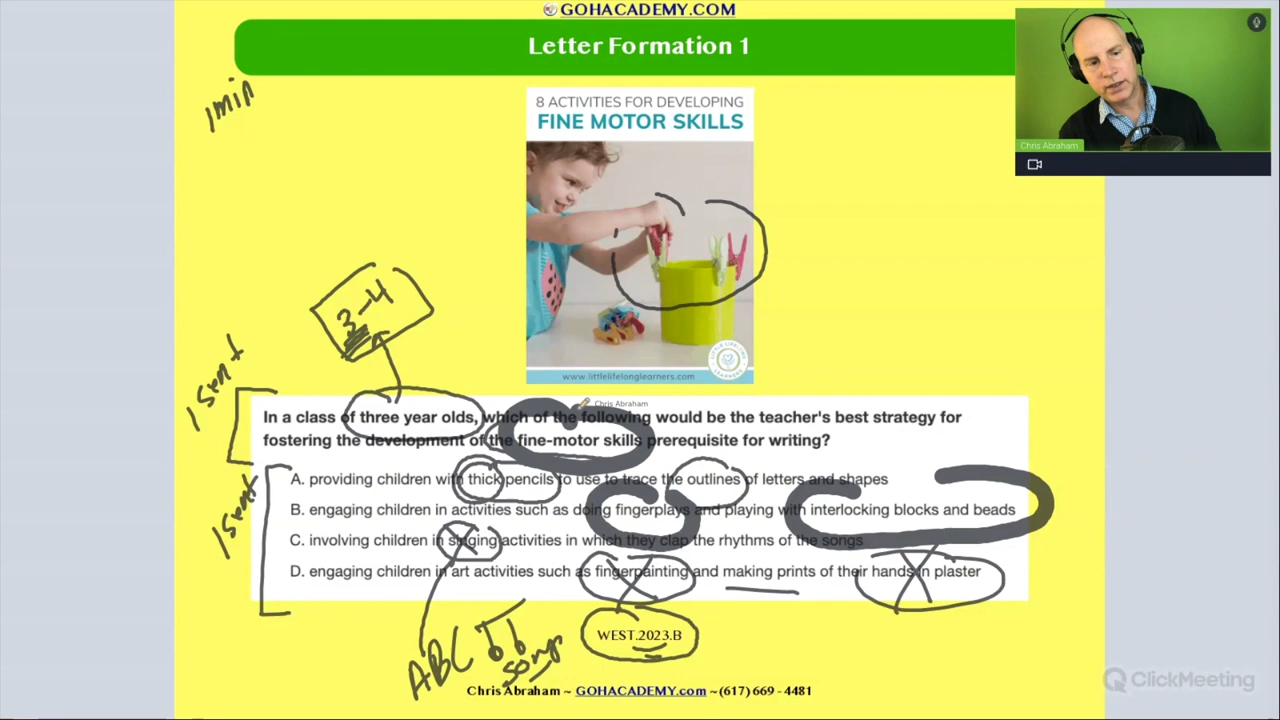 GOHACADEMY.COM
Letter Formation 1
1min
8 ACTIVITIES FOR DEVELOPING
FINE MOTOR SKILLS
Chris Abraham
3-4
LITTLE LIFELONG LEARNERS
www.littlelifelonglearners.com
Chris Abraham
1 sent
In a class of three year olds, which of the following would be the teacher's best strategy for
fostering the development of the fine-motor skills prerequisite for writing?
A. providing children with thick pencils to use to trace the outlines of letters and shapes
B. engaging children in activities such as doing fingerplays and playing with interlocking blocks and beads
C. involving children in singing activities in which they clap the rhythms of the songs
D. engaging children in art activities such as fingerpainting and making prints of their hands in plaster
1 sent
WEST.2023.B
ABC songs
Chris Abraham ~ GOHACADEMY.com ~(617) 669 - 4481
ClickMeeting